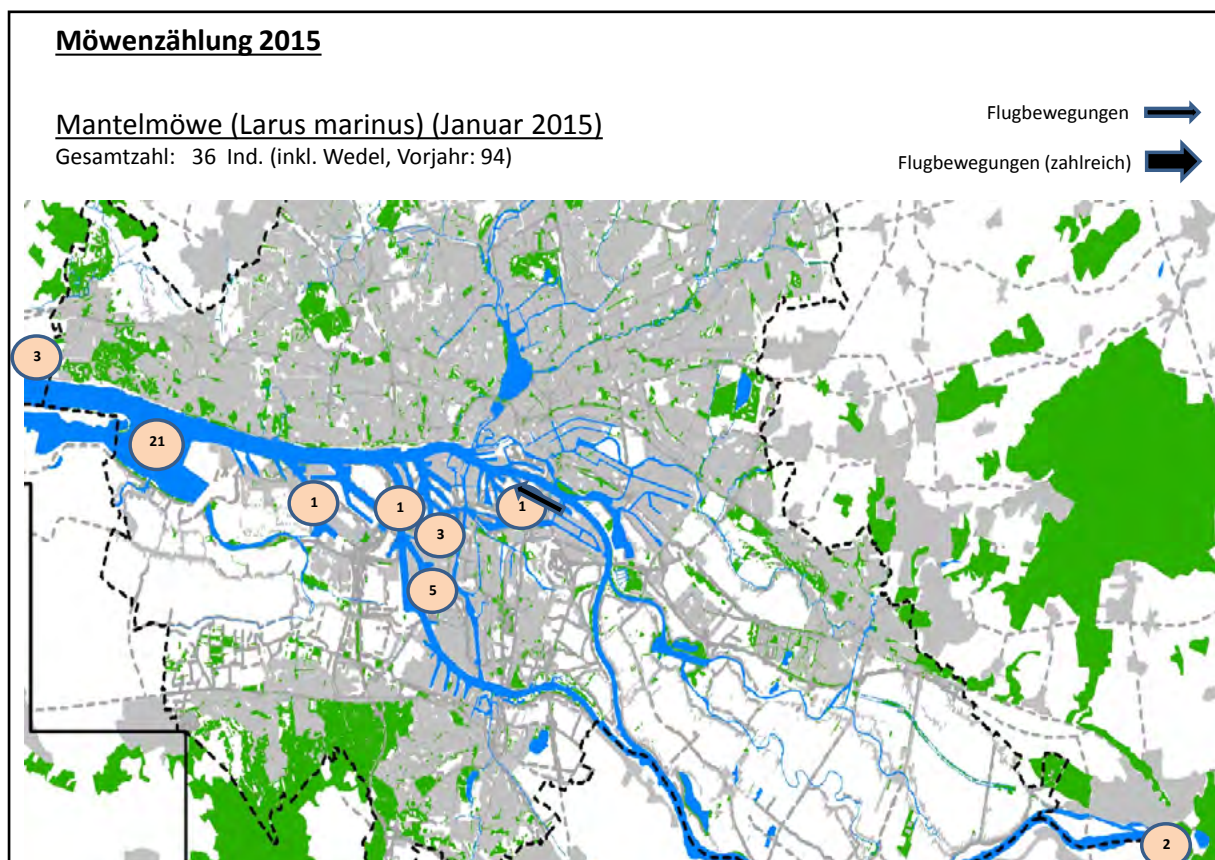 Möwenzählung 2015
Mantelmöwe (Larus marinus) (Januar 2015)
Gesamtzahl: 36 Ind. (inkl. Wedel, Vorjahr: 94)
Flugbewegungen
Flugbewegungen (zahlreich)
3
21
1
1
1
3
5
2